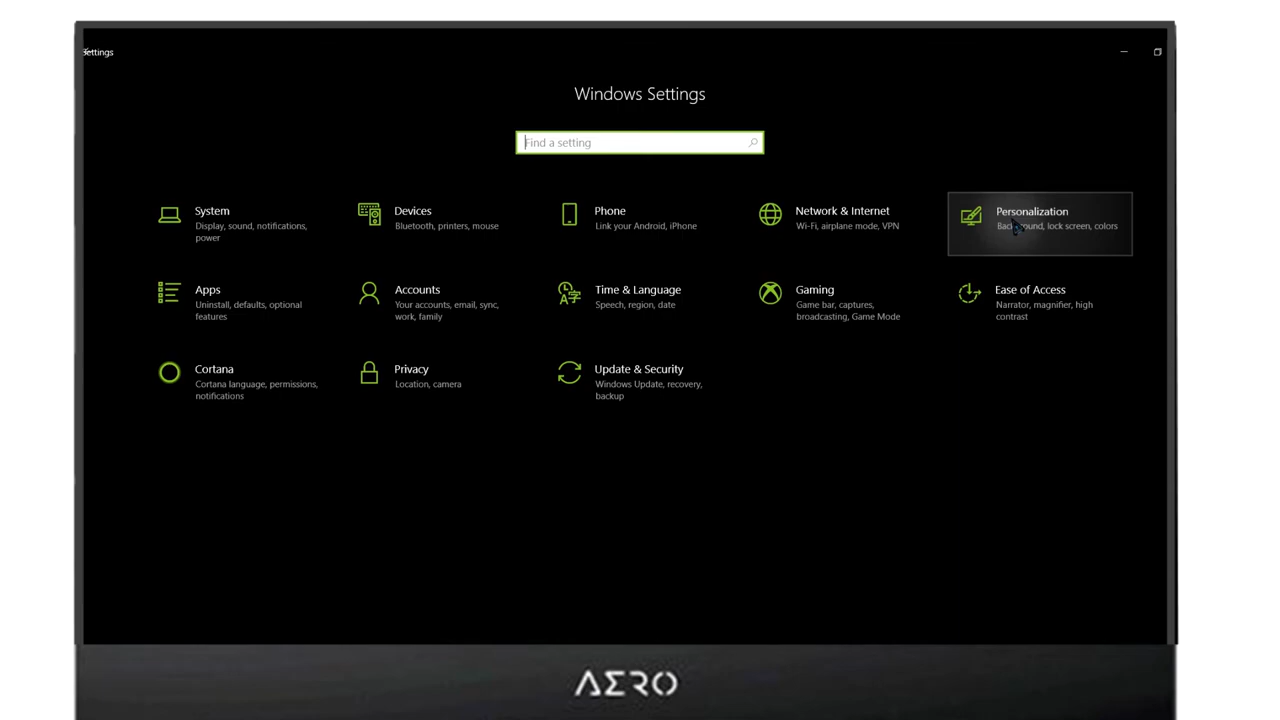 Settings
Windows Settings
Find a setting
System
Display, sound, notifications,
power
Devices
Bluetooth, printers, mouse
Phone
Link your Android, iPhone
Network & Internet
Wi-Fi, airplane mode, VPN
Personalization
Background, lock screen, colors
Apps
Uninstall, defaults, optional
features
Accounts
Your accounts, email, sync,
work, family
Time & Language
Speech, region, date
Gaming
Game bar, captures,
broadcasting, Game Mode
Ease of Access
Narrator, magnifier, high
contrast
Cortana
Cortana language, permissions,
notifications
Privacy
Location, camera
Update & Security
Windows Update, recovery,
backup
AERO